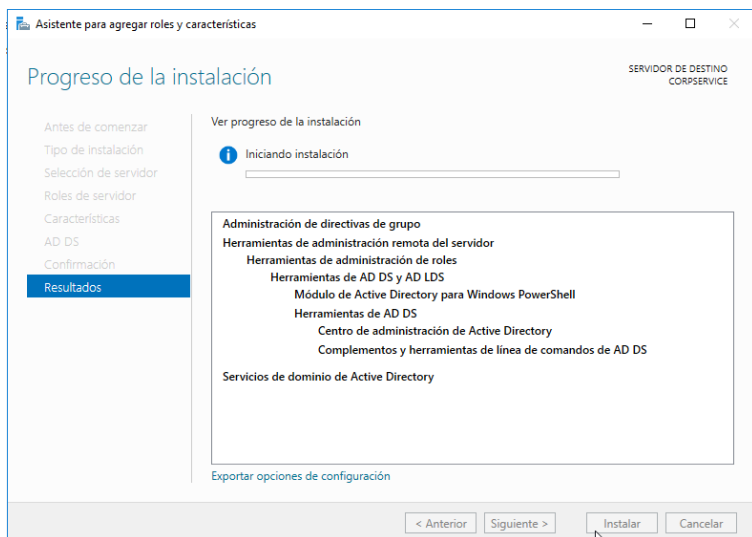 Asistente para agregar roles y características
Progreso de la instalación
SERVIDOR DE DESTINO
CORPSERVICE
Antes de comenzar
Tipo de instalación
Selección de servidor
Roles de servidor
Características
AD DS
Confirmación
Resultados
Ver progreso de la instalación
Iniciando instalación
Administración de directivas de grupo
Herramientas de administración remota del servidor
Herramientas de administración de roles
Herramientas de AD DS y AD LDS
Módulo de Active Directory para Windows PowerShell
Herramientas de AD DS
Centro de administración de Active Directory
Complementos y herramientas de línea de comandos de AD DS
Servicios de dominio de Active Directory
Exportar opciones de configuración
< Anterior
Siguiente >
Instalar
Cancelar